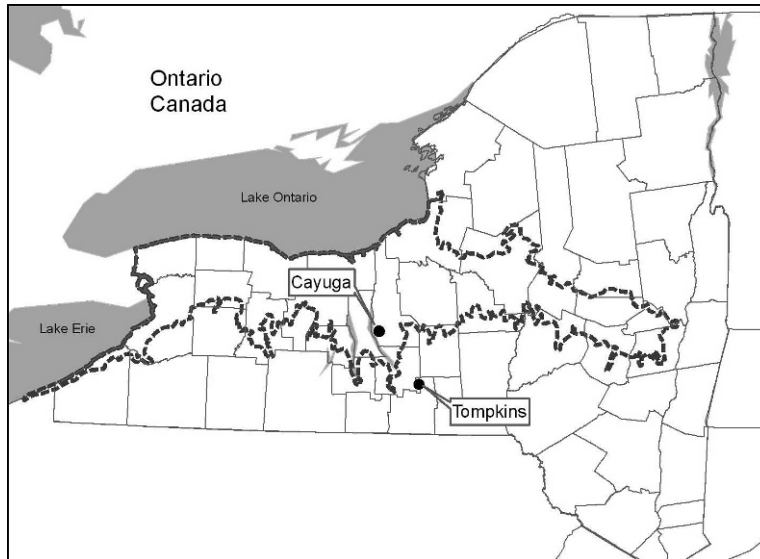 Ontario
Canada
Lake Ontario
Cayuga
Lake Erie
Tompkins